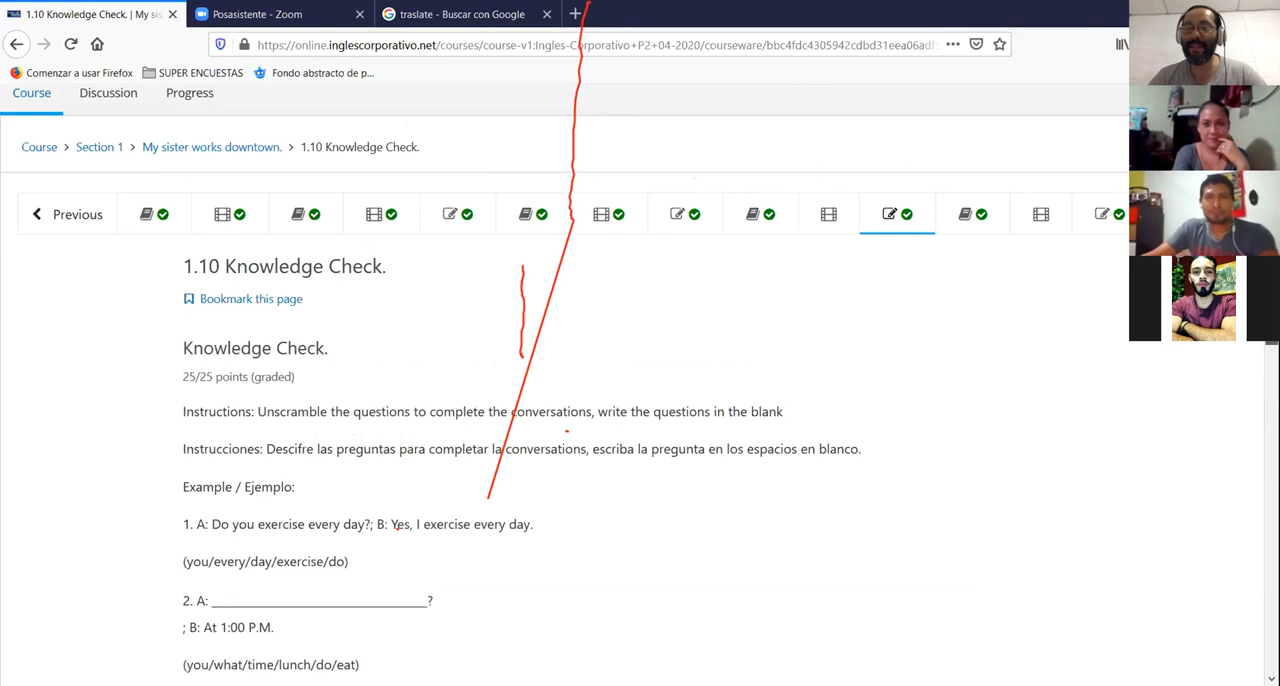 1.10 Knowledge Check. | My sis
Posasistente - Zoom
traslate - Buscar con Google
https://online.inglescorporativo.net/courses/course-v1:Ingles-Corporativo+P2+04-2020/courseware/bbc4fdc4305942cdbd31eea06adf
Comenzar a usar Firefox
SUPER ENCUESTAS
Fondo abstracto de p...
Course
Discussion
Progress
Course > Section 1 > My sister works downtown. > 1.10 Knowledge Check.
Previous
1.10 Knowledge Check.
Bookmark this page
Knowledge Check.
25/25 points (graded)
Instructions: Unscramble the questions to complete the conversations, write the questions in the blank
Instrucciones: Descifre las preguntas para completar la conversations, escriba la pregunta en los espacios en blanco.
Example / Ejemplo:
1. A: Do you exercise every day?; B: Yes, I exercise every day.
(you/every/day/exercise/do)
2. A: ______________________________?
; B: At 1:00 P.M.
(you/what/time/lunch/do/eat)